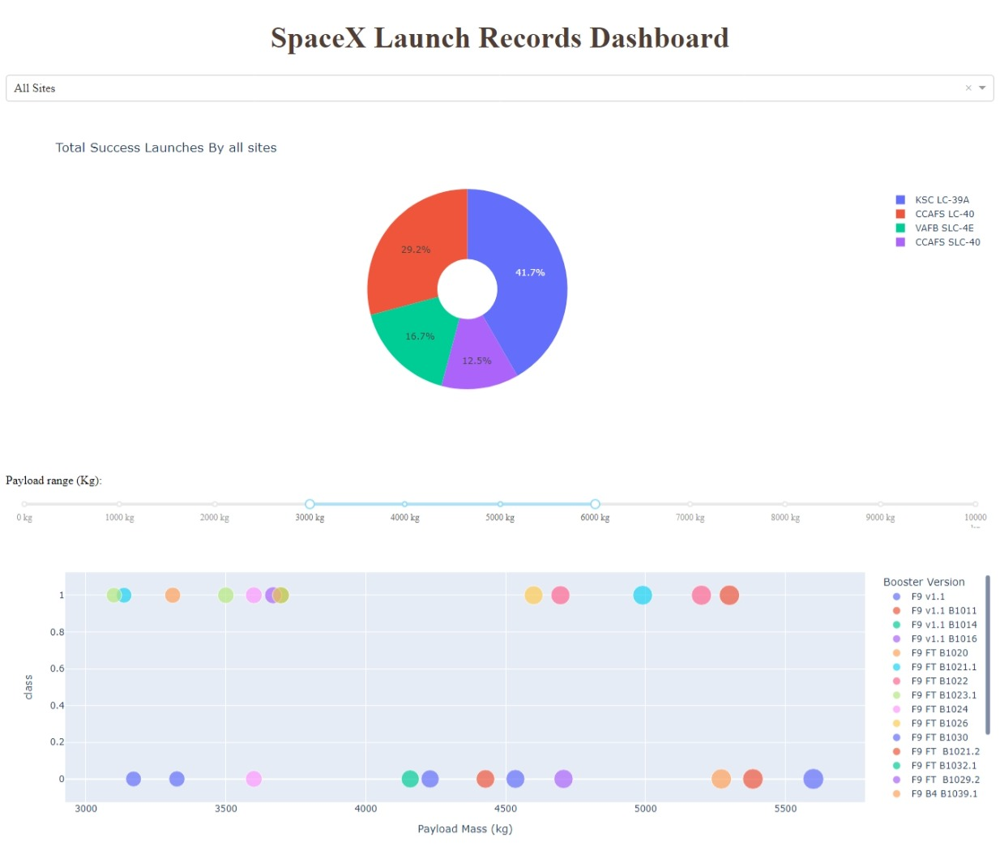 SpaceX Launch Records Dashboard
All Sites
×
Total Success Launches By all sites
KSC LC-39A
CCAFS LC-40
VAFB SLC-4E
CCAFS SLC-40
29.2%
41.7%
16.7%
12.5%
Payload range (Kg):
0 kg 1000 kg 2000 kg 3000 kg 4000 kg 5000 kg 6000 kg 7000 kg 8000 kg 9000 kg 10000
Booster Version
F9 v1.1
F9 v1.1 B1011
F9 v1.1 B1014
F9 v1.1 B1016
F9 FT B1020
F9 FT B1021.1
F9 FT B1022
F9 FT B1023.1
F9 FT B1024
F9 FT B1026
F9 FT B1030
F9 FT  B1021.2
F9 FT B1032.1
F9 FT  B1029.2
F9 B4 B1039.1
1
0.8
0.6
0.4
0.2
0
class
3000 3500 4000 4500 5000 5500
Payload Mass (kg)